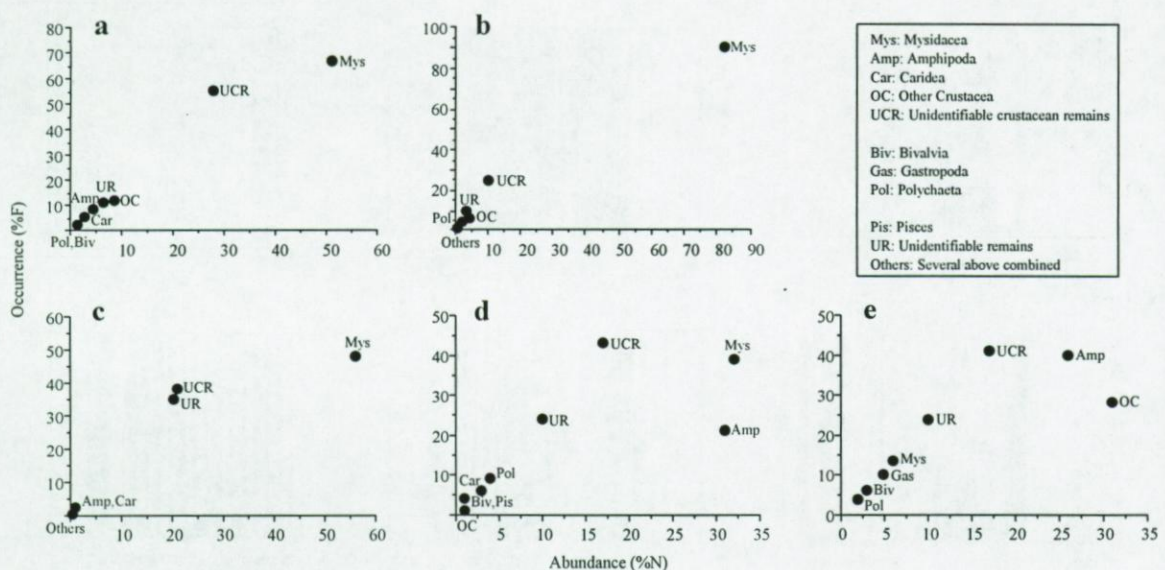 a
b
Occurrence (%F)
80
70
60
50
40
30
20
10
0
Mys
UCR
UR
Amp
OC
Car
Pol,Biv
10
20
30
40
50
60
100
80
60
40
20
Mys
UCR
UR
Pol
OC
Others
10
20
30
40
50
60
70
80
90
Mys: Mysidacea
Amp: Amphipoda
Car: Caridea
OC: Other Crustacea
UCR: Unidentifiable crustacean remains
Biv: Bivalvia
Gas: Gastropoda
Pol: Polychaeta
Pis: Pisces
UR: Unidentifiable remains
Others: Several above combined
c
60
50
40
30
20
10
0
Mys
UCR
UR
Amp,Car
Others
10
20
30
40
50
60
d
50
40
30
20
10
UCR
Mys
UR
Amp
Car
Pol
Biv,Pis
OC
5
10
15
20
25
30
35
e
50
40
30
20
10
0
UCR
Amp
OC
UR
Mys
Gas
Biv
Pol
0
5
10
15
20
25
30
35
Abundance (%N)